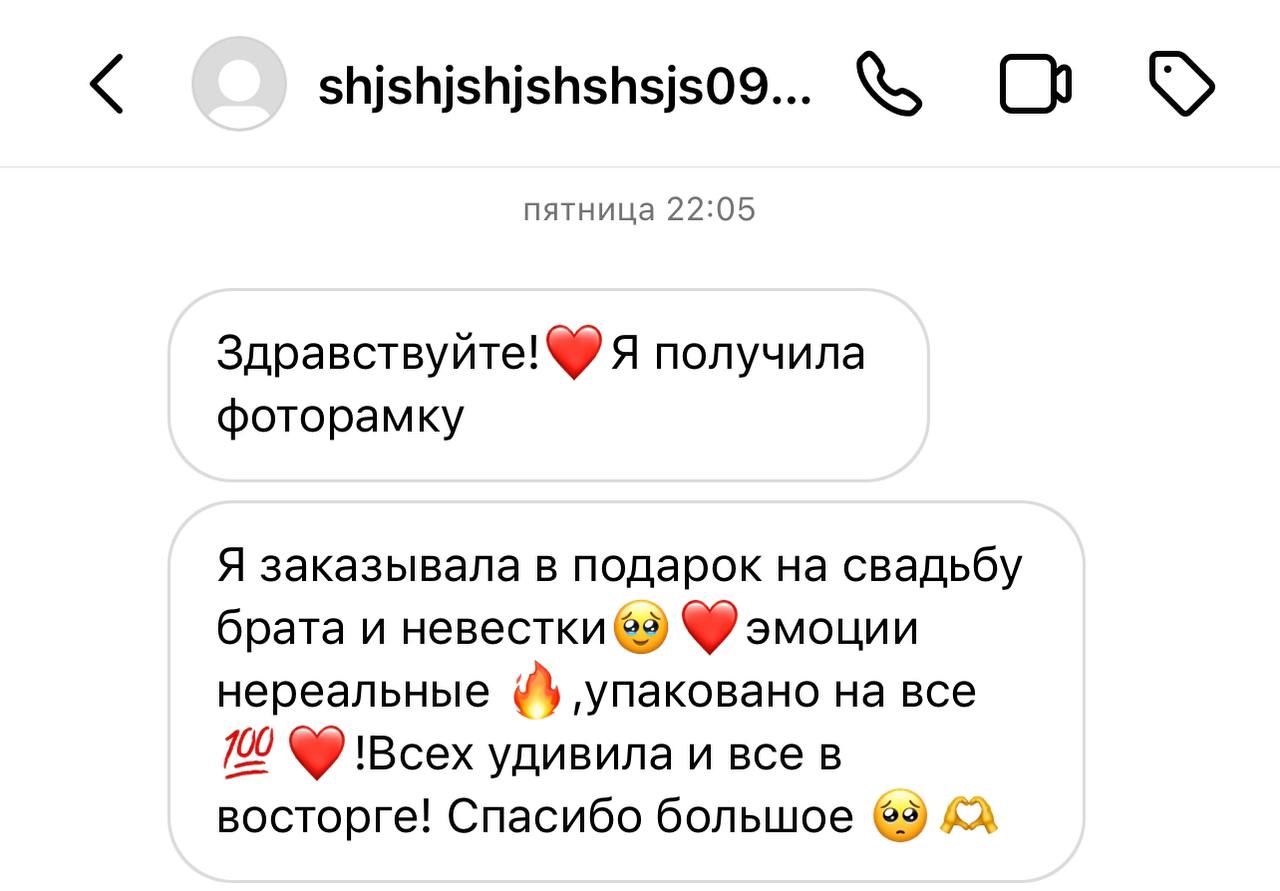 shjshjshjshshsjs09...
пятница 22:05
Здравствуйте!❤️Я получила
фоторамку
Я заказывала в подарок на свадьбу
брата и невестки🥹❤️эмоции
нереальные 🔥,упаковано на все
💯❤️!Всех удивила и все в
восторге! Спасибо большое 🥺🫶